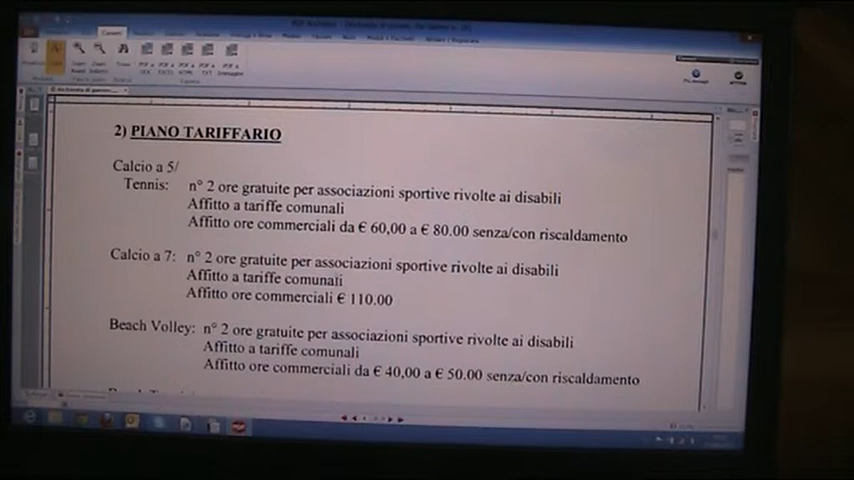 2) PIANO TARIFFARIO
Calcio a 5/
Tennis: n° 2 ore gratuite per associazioni sportive rivolte ai disabili
Affitto a tariffe comunali
Affitto ore commerciali da € 60,00 a € 80.00 senza/con riscaldamento
Calcio a 7: n° 2 ore gratuite per associazioni sportive rivolte ai disabili
Affitto a tariffe comunali
Affitto ore commerciali € 110.00
Beach Volley: n° 2 ore gratuite per associazioni sportive rivolte ai disabili
Affitto a tariffe comunali
Affitto ore commerciali da € 40,00 a € 50.00 senza/con riscaldamento